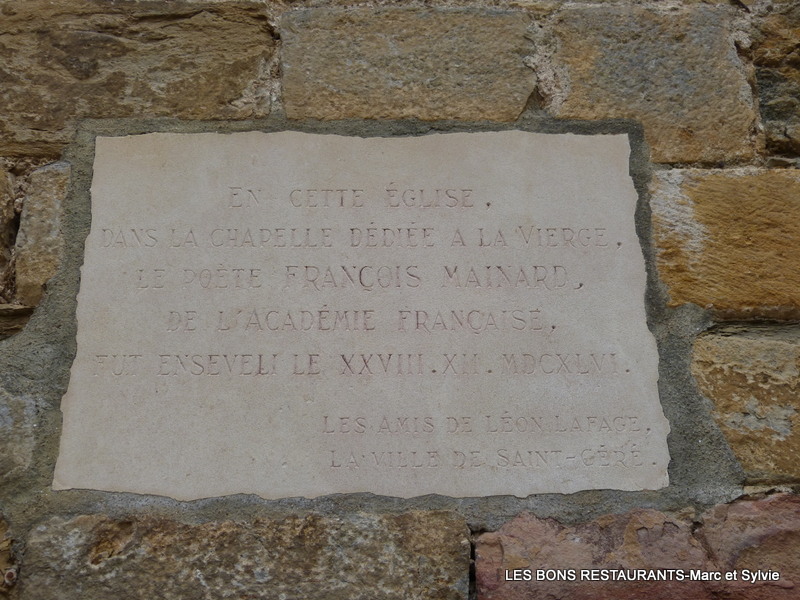 EN CETTE ÉGLISE,
DANS LA CHAPELLE DÉDIÉE A LA VIERGE,
LE POÈTE FRANÇOIS MAINARD,
DE L'ACADÉMIE FRANÇAISE,
FUT ENSEVELI LE XXVIII.XII.MDCXLVI.
LES AMIS DE LÉON LAFAGE,
LA VILLE DE SAINT-CÉRÉ.
LES BONS RESTAURANTS-Marc et Sylvie